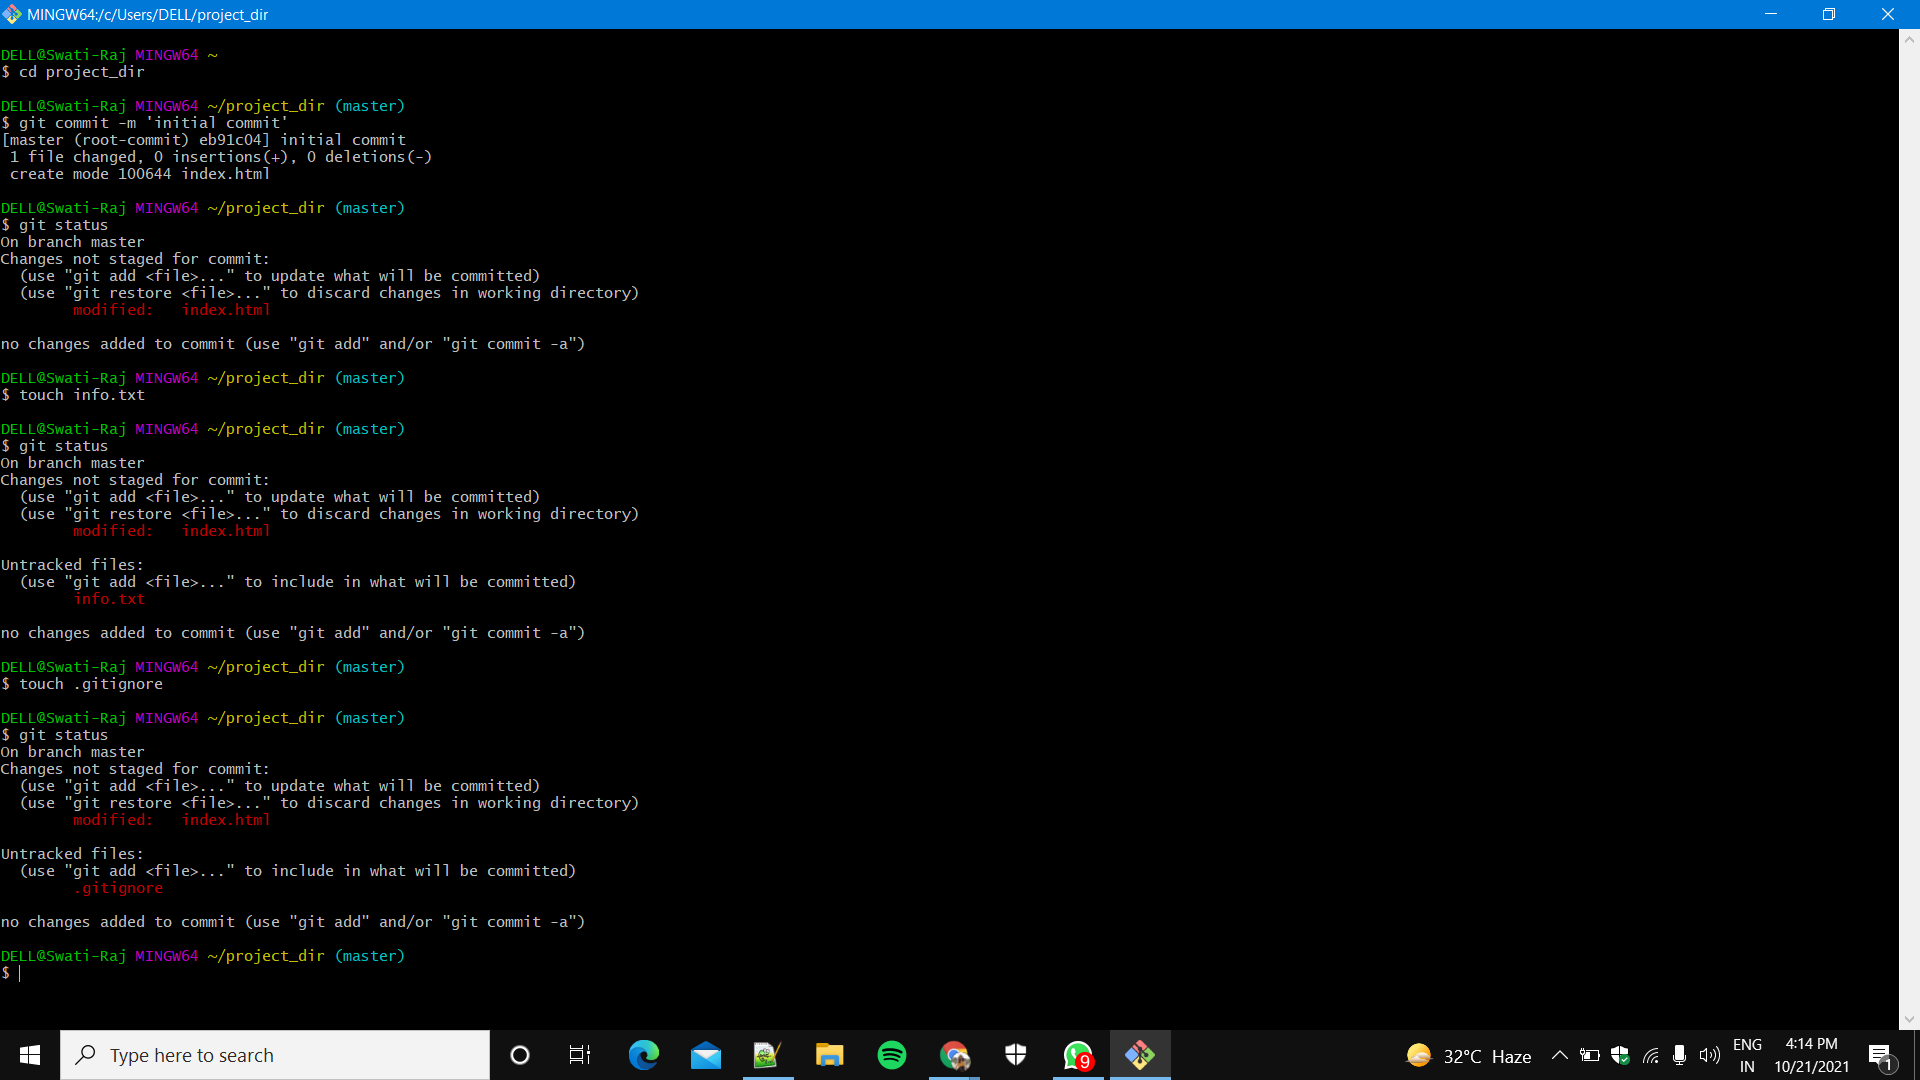 MINGW64:/c/Users/DELL/project_dir
DELL@Swati-Raj MINGW64 ~
$ cd project_dir
DELL@Swati-Raj MINGW64 ~/project_dir (master)
$ git commit -m 'initial commit'
[master (root-commit) eb91c04] initial commit
 1 file changed, 0 insertions(+), 0 deletions(-)
 create mode 100644 index.html
DELL@Swati-Raj MINGW64 ~/project_dir (master)
$ git status
On branch master
Changes not staged for commit:
  (use "git add <file>..." to update what will be committed)
  (use "git restore <file>..." to discard changes in working directory)
        modified:   index.html
no changes added to commit (use "git add" and/or "git commit -a")
DELL@Swati-Raj MINGW64 ~/project_dir (master)
$ touch info.txt
DELL@Swati-Raj MINGW64 ~/project_dir (master)
$ git status
On branch master
Changes not staged for commit:
  (use "git add <file>..." to update what will be committed)
  (use "git restore <file>..." to discard changes in working directory)
        modified:   index.html
Untracked files:
  (use "git add <file>..." to include in what will be committed)
        info.txt
no changes added to commit (use "git add" and/or "git commit -a")
DELL@Swati-Raj MINGW64 ~/project_dir (master)
$ touch .gitignore
DELL@Swati-Raj MINGW64 ~/project_dir (master)
$ git status
On branch master
Changes not staged for commit:
  (use "git add <file>..." to update what will be committed)
  (use "git restore <file>..." to discard changes in working directory)
        modified:   index.html
Untracked files:
  (use "git add <file>..." to include in what will be committed)
        .gitignore
no changes added to commit (use "git add" and/or "git commit -a")
DELL@Swati-Raj MINGW64 ~/project_dir (master)
$
Type here to search
9
32°C Haze
ENG
IN
4:14 PM
10/21/2021
1